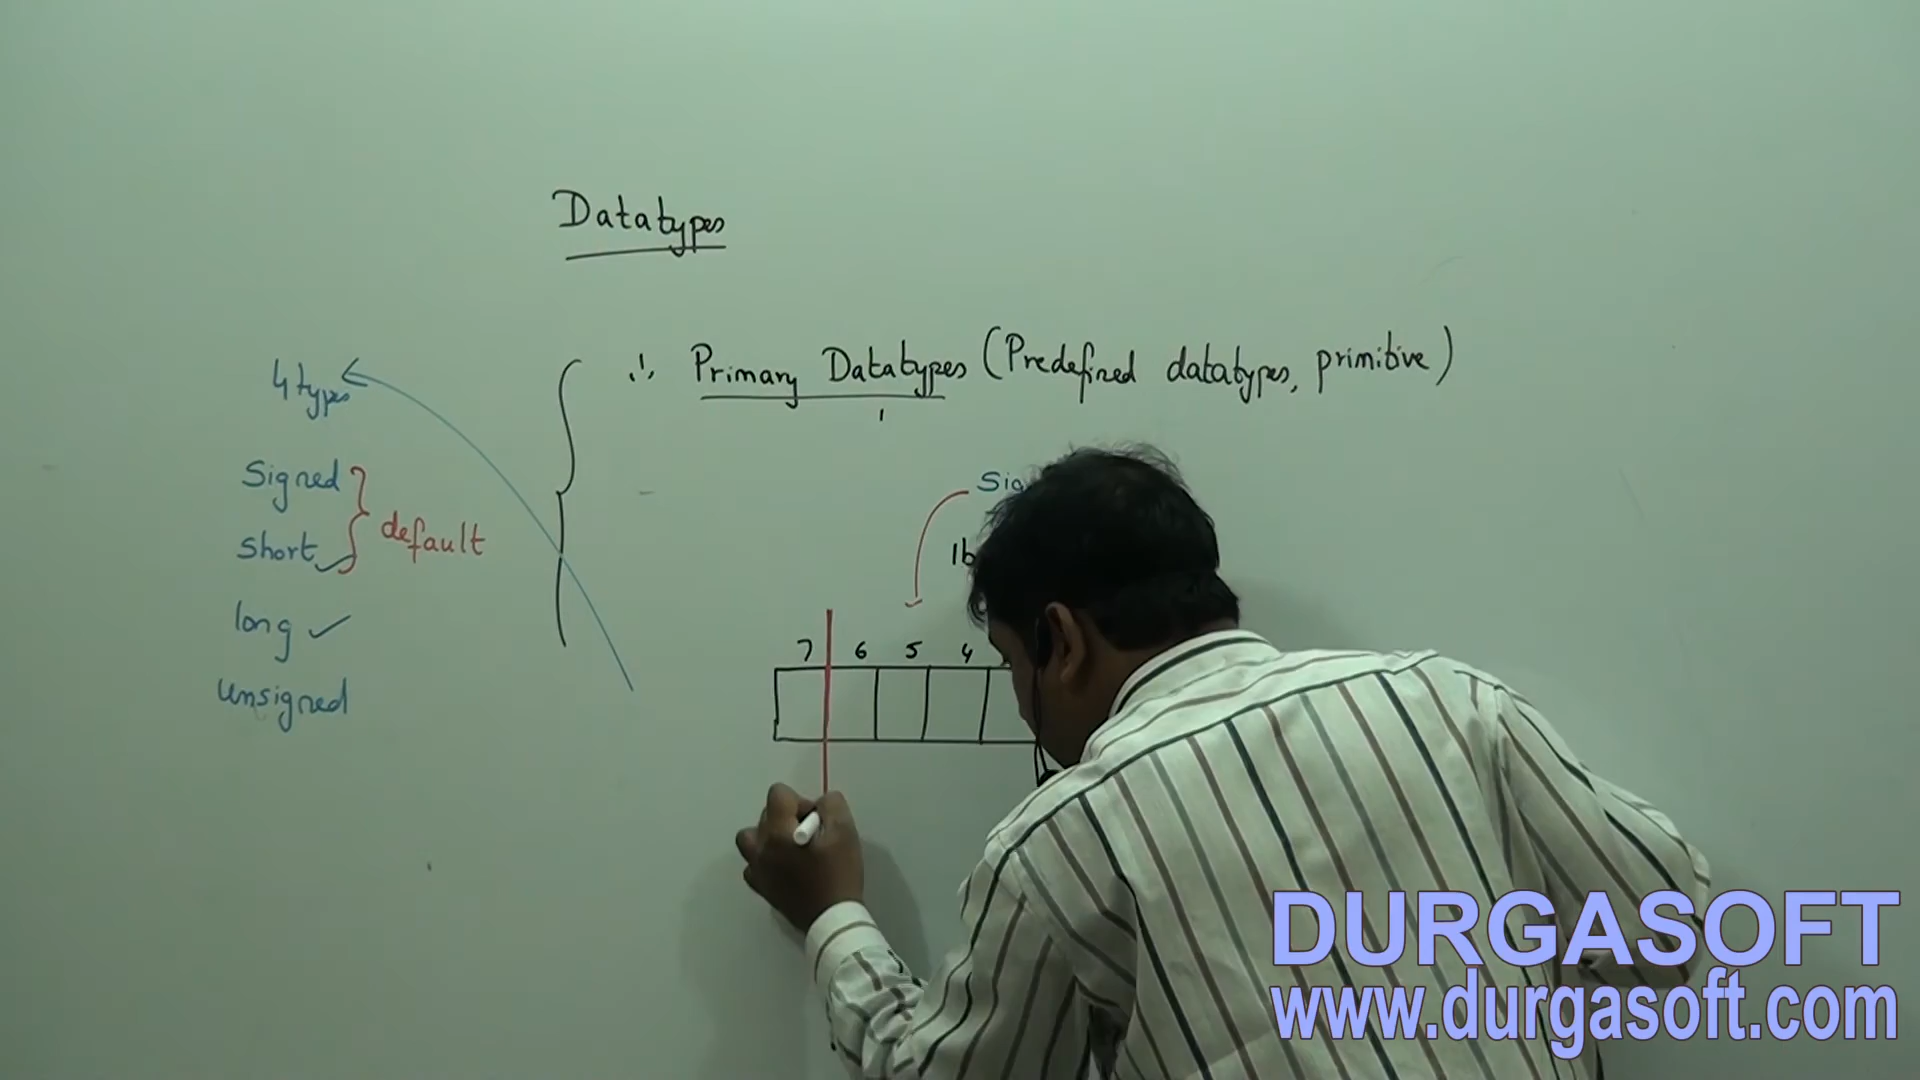 Datatypes
4 types
∴ Primary Datatypes (Predefined datatypes, primitive)
Signed
short
default
long
unsigned
7 6 5 4
DURGASOFT
www.durgasoft.com